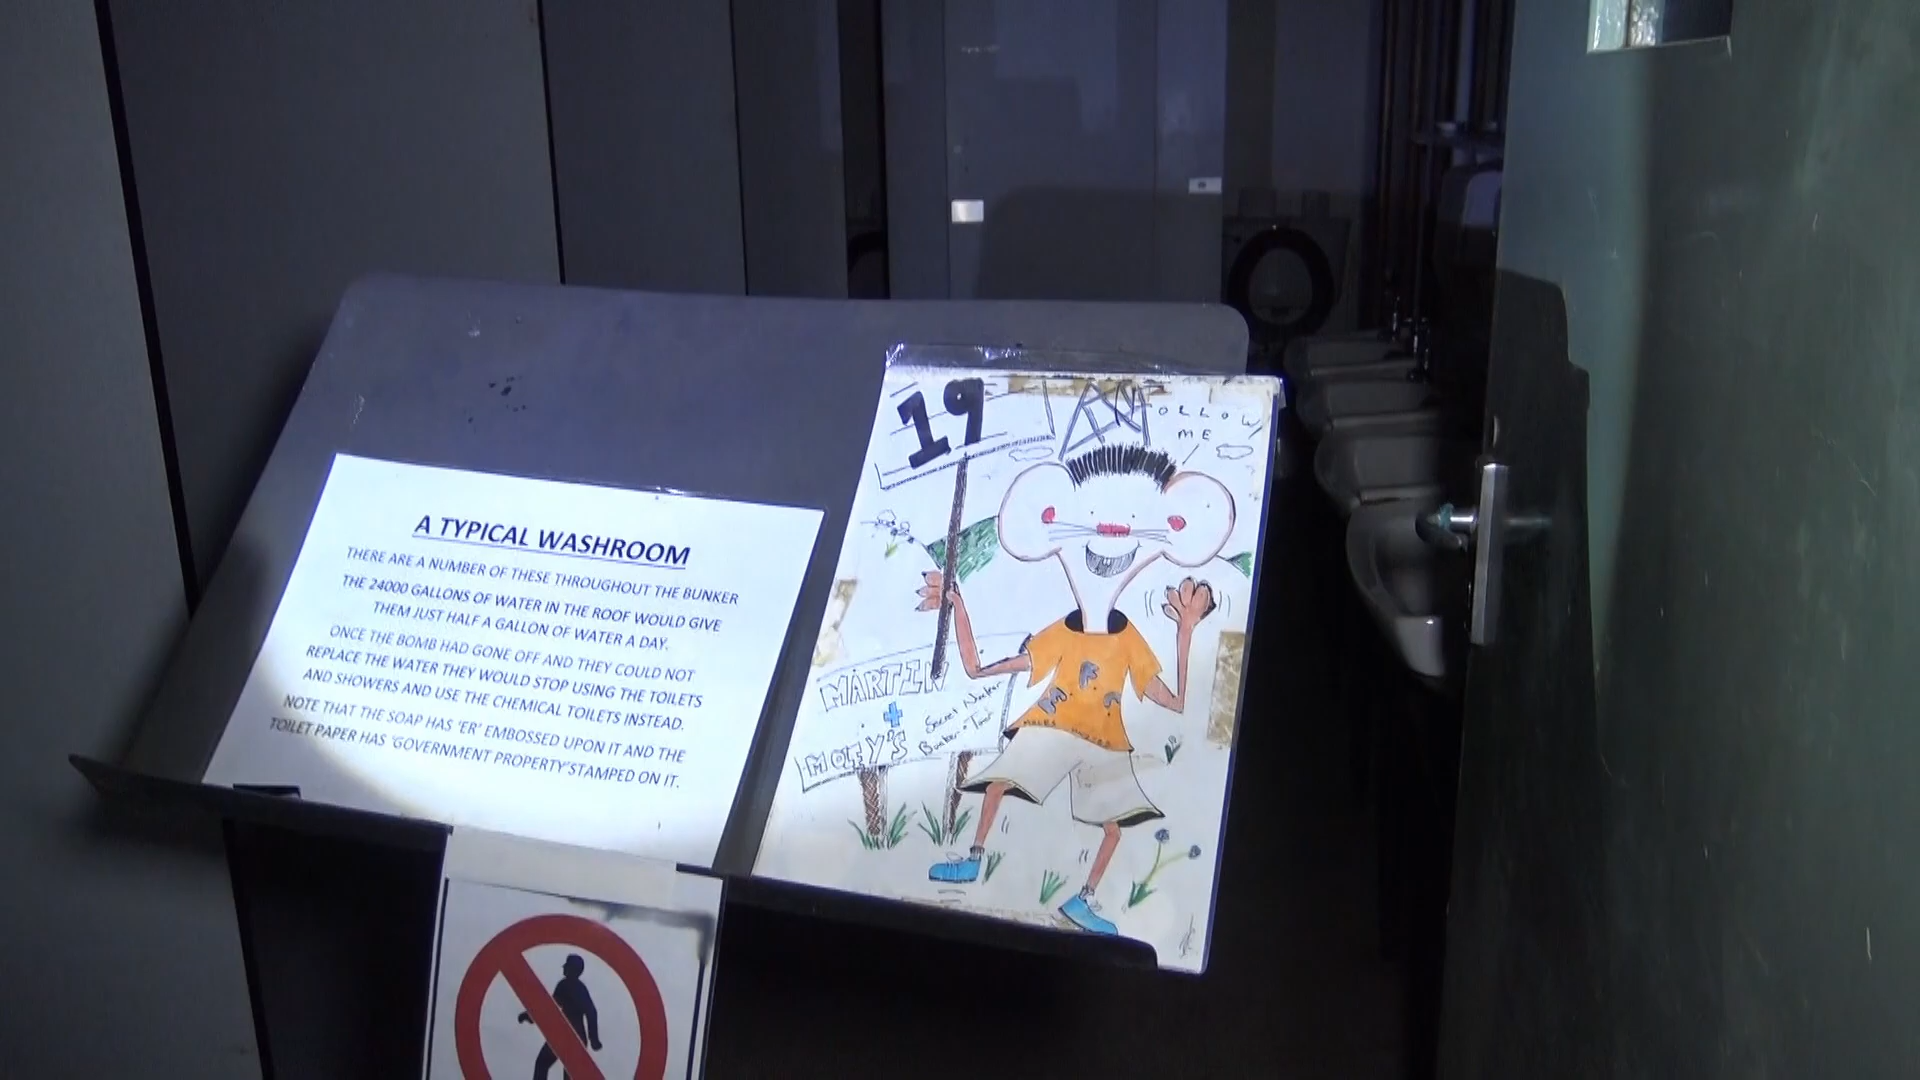 A TYPICAL WASHROOM
THERE ARE A NUMBER OF THESE THROUGHOUT THE BUNKER
THE 24000 GALLONS OF WATER IN THE ROOF WOULD GIVE
THEM JUST HALF A GALLON OF WATER A DAY.
ONCE THE BOMB HAD GONE OFF AND THEY COULD NOT
REPLACE THE WATER THEY WOULD STOP USING THE TOILETS
AND SHOWERS AND USE THE CHEMICAL TOILETS INSTEAD.
NOTE THAT THE SOAP HAS 'ER' EMBOSSED UPON IT AND THE
TOILET PAPER HAS 'GOVERNMENT PROPERTY'STAMPED ON IT.
19
OLLOW
ME
M.F.F.
MARTIN
+
MOLEY'S
Secret Nuclear
Bunker Tour